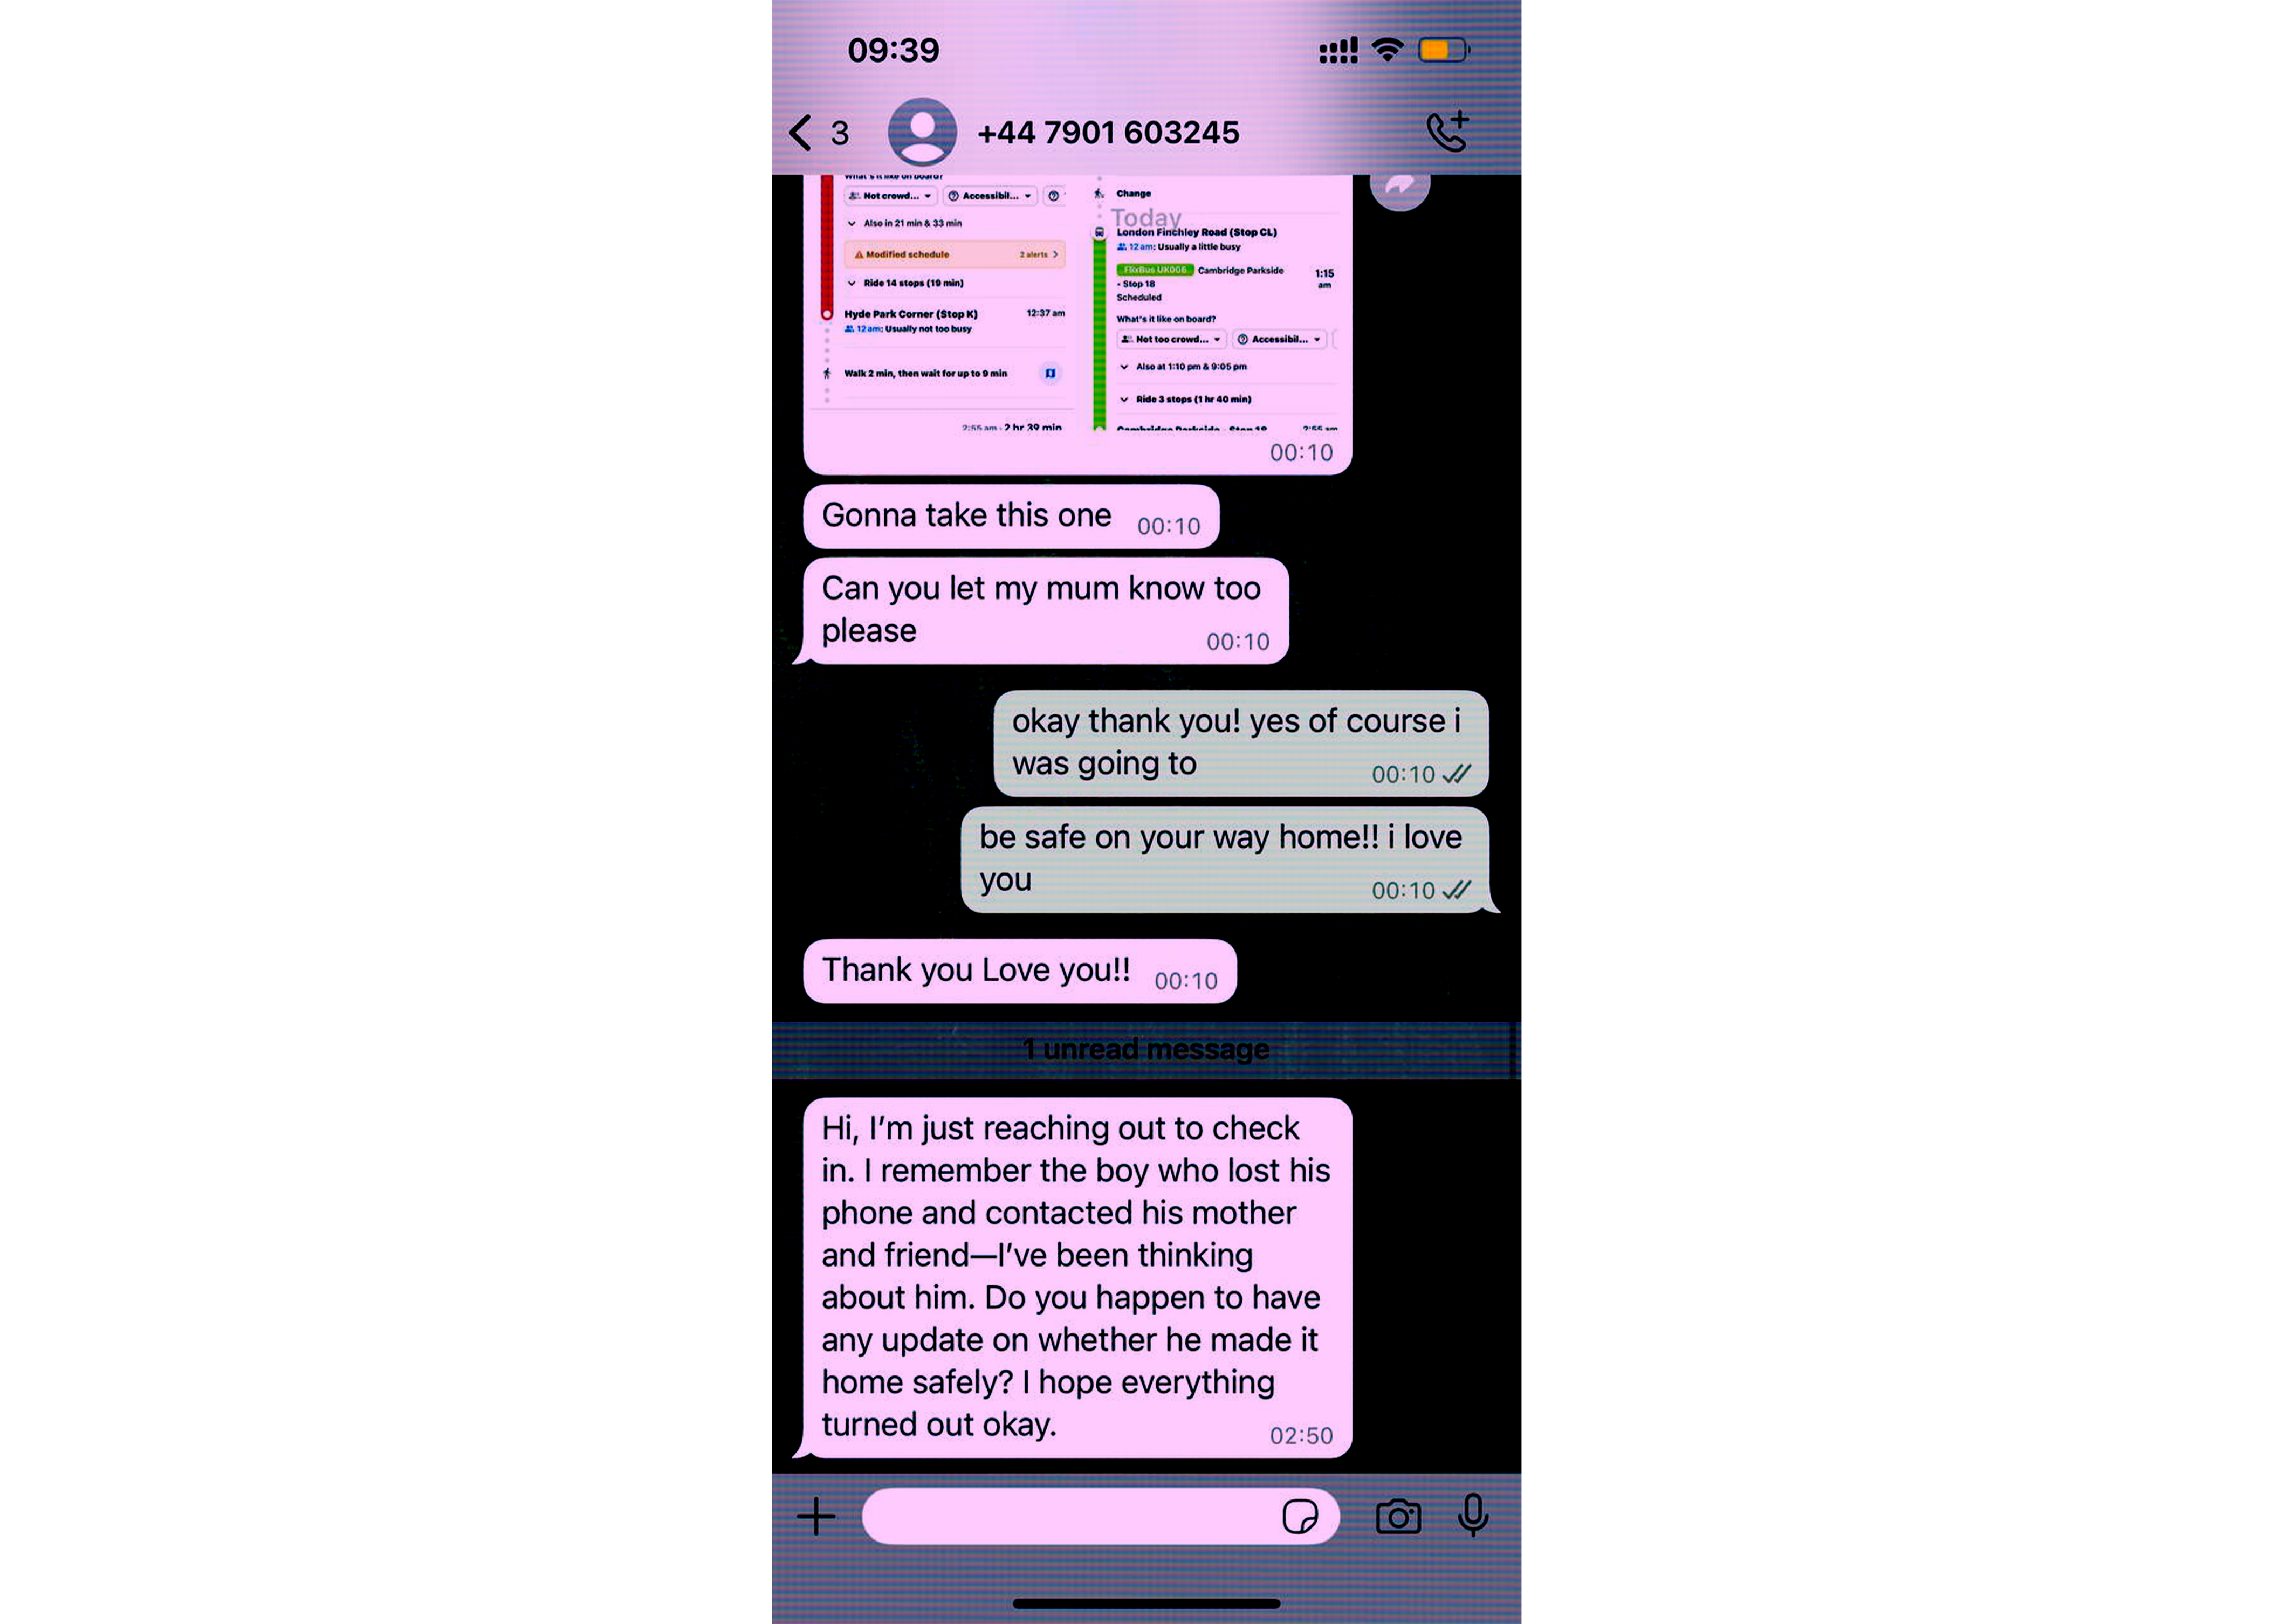 09:39
3
+44 7901 603245
What's it like on board?
Not crowd...
Accessibil...
Also in 21 min & 33 min
Modified schedule
2 alerts
Ride 14 stops (19 min)
Hyde Park Corner (Stop K)
12:37 am
12 am: Usually not too busy
Walk 2 min, then wait for up to 9 min
2:55 am · 2 hr 39 min
Change
Today
London Finchley Road (Stop CL)
12 am: Usually a little busy
FlixBus UK006 Cambridge Parkside
1:15
- Stop 18
am
Scheduled
What's it like on board?
Not too crowd...
Accessibil...
Also at 1:10 pm & 9:05 pm
Ride 3 stops (1 hr 40 min)
Cambridge Parkside - Stop 18
2:55 am
00:10
Gonna take this one 00:10
Can you let my mum know too
please 00:10
okay thank you! yes of course i
was going to 00:10
be safe on your way home!! i love
you 00:10
Thank you Love you!! 00:10
1 unread message
Hi, I'm just reaching out to check
in. I remember the boy who lost his
phone and contacted his mother
and friend—I've been thinking
about him. Do you happen to have
any update on whether he made it
home safely? I hope everything
turned out okay. 02:50